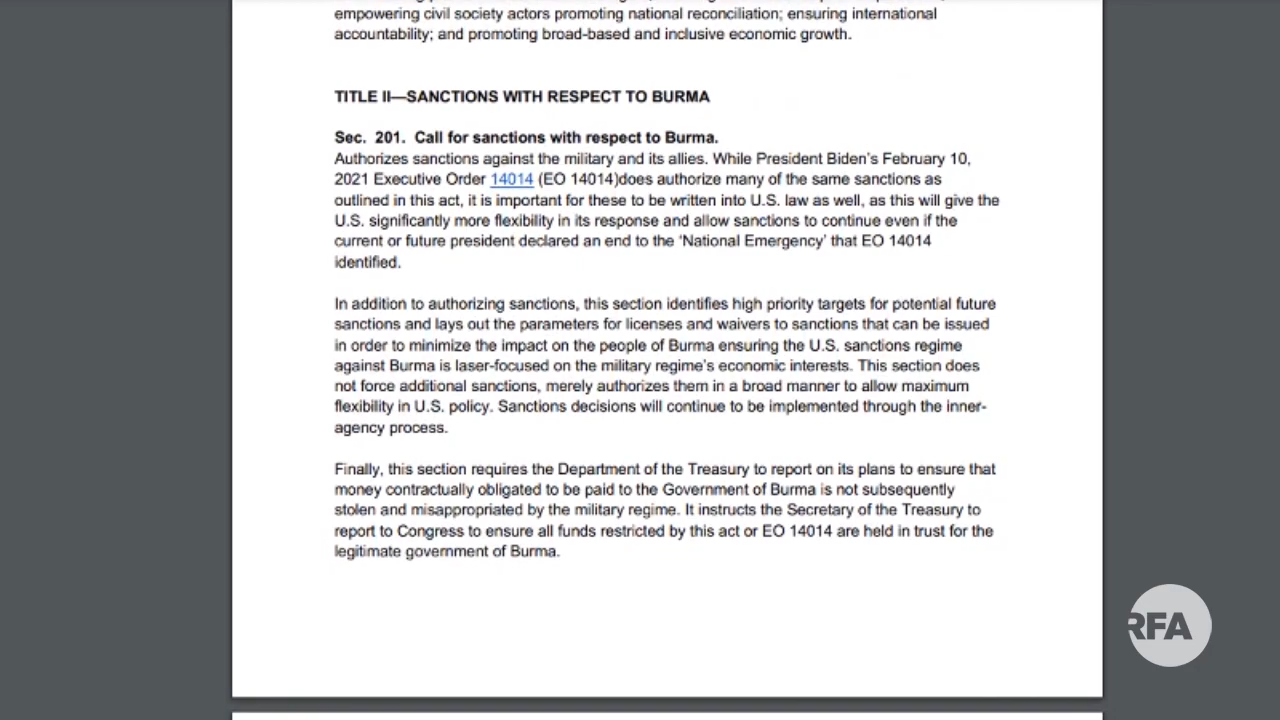 empowering civil society actors promoting national reconciliation; ensuring international
accountability; and promoting broad-based and inclusive economic growth.
TITLE II—SANCTIONS WITH RESPECT TO BURMA
Sec. 201. Call for sanctions with respect to Burma.
Authorizes sanctions against the military and its allies. While President Biden's February 10,
2021 Executive Order 14014 (EO 14014)does authorize many of the same sanctions as
outlined in this act, it is important for these to be written into U.S. law as well, as this will give the
U.S. significantly more flexibility in its response and allow sanctions to continue even if the
current or future president declared an end to the 'National Emergency' that EO 14014
identified.
In addition to authorizing sanctions, this section identifies high priority targets for potential future
sanctions and lays out the parameters for licenses and waivers to sanctions that can be issued
in order to minimize the impact on the people of Burma ensuring the U.S. sanctions regime
against Burma is laser-focused on the military regime's economic interests. This section does
not force additional sanctions, merely authorizes them in a broad manner to allow maximum
flexibility in U.S. policy. Sanctions decisions will continue to be implemented through the inner-
agency process.
Finally, this section requires the Department of the Treasury to report on its plans to ensure that
money contractually obligated to be paid to the Government of Burma is not subsequently
stolen and misappropriated by the military regime. It instructs the Secretary of the Treasury to
report to Congress to ensure all funds restricted by this act or EO 14014 are held in trust for the
legitimate government of Burma.
RFA